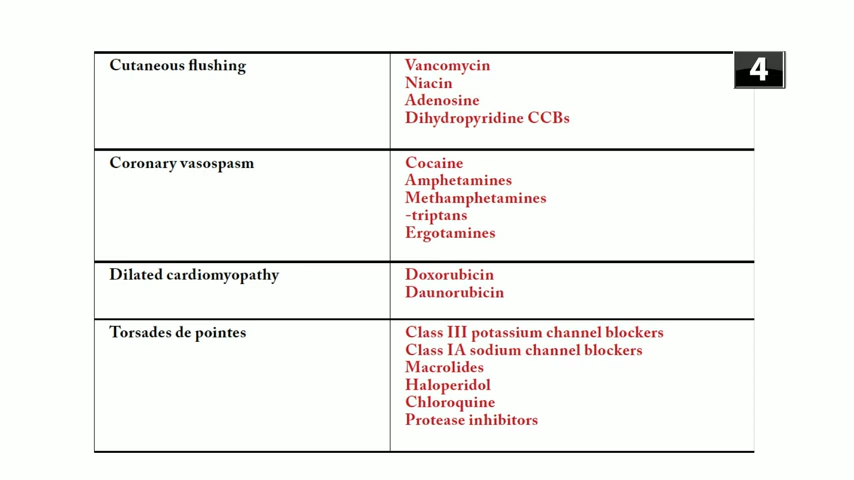 4
Cutaneous flushing
Vancomycin
Niacin
Adenosine
Dihydropyridine CCBs
Coronary vasospasm
Cocaine
Amphetamines
Methamphetamines
-triptans
Ergotamines
Dilated cardiomyopathy
Doxorubicin
Daunorubicin
Torsades de pointes
Class III potassium channel blockers
Class IA sodium channel blockers
Macrolides
Haloperidol
Chloroquine
Protease inhibitors